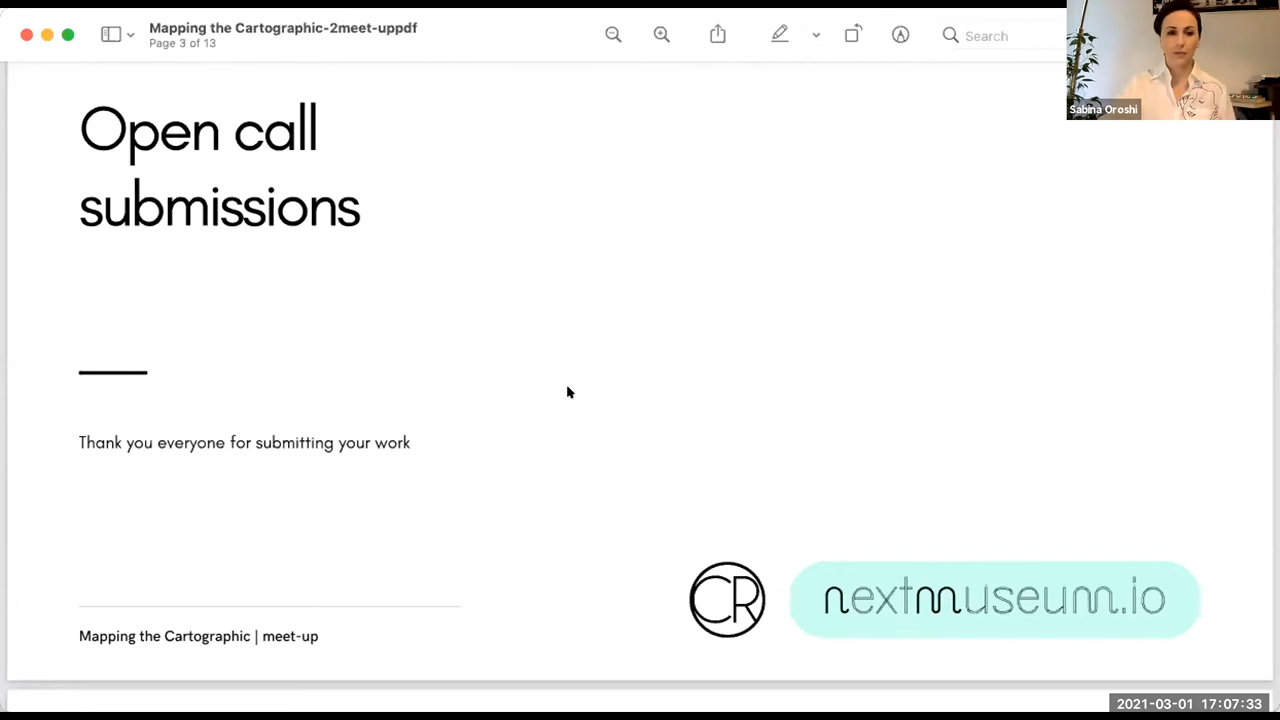 Mapping the Cartographic-2meet-uppdf
Page 3 of 13
Search
Sabina Oroshi
Open call
submissions
Thank you everyone for submitting your work
CR
nextmuseum.io
Mapping the Cartographic | meet-up
2021-03-01 17:07:33